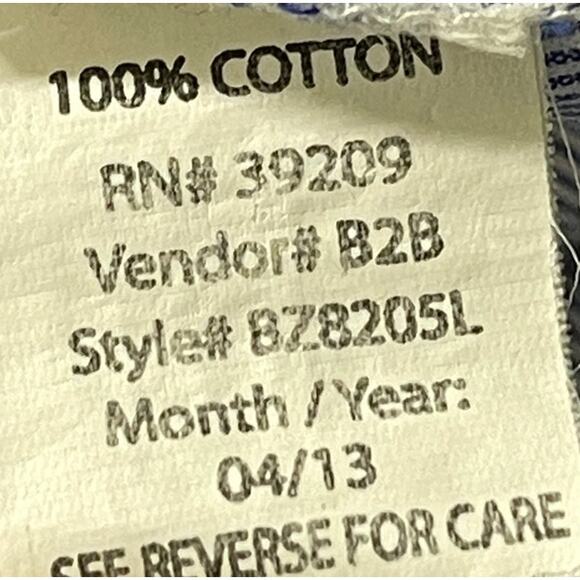 100% COTTON
RN# 39209
Vendor# B2B
Style# BZ8205L
Month / Year:
04/13
SEE REVERSE FOR CARE